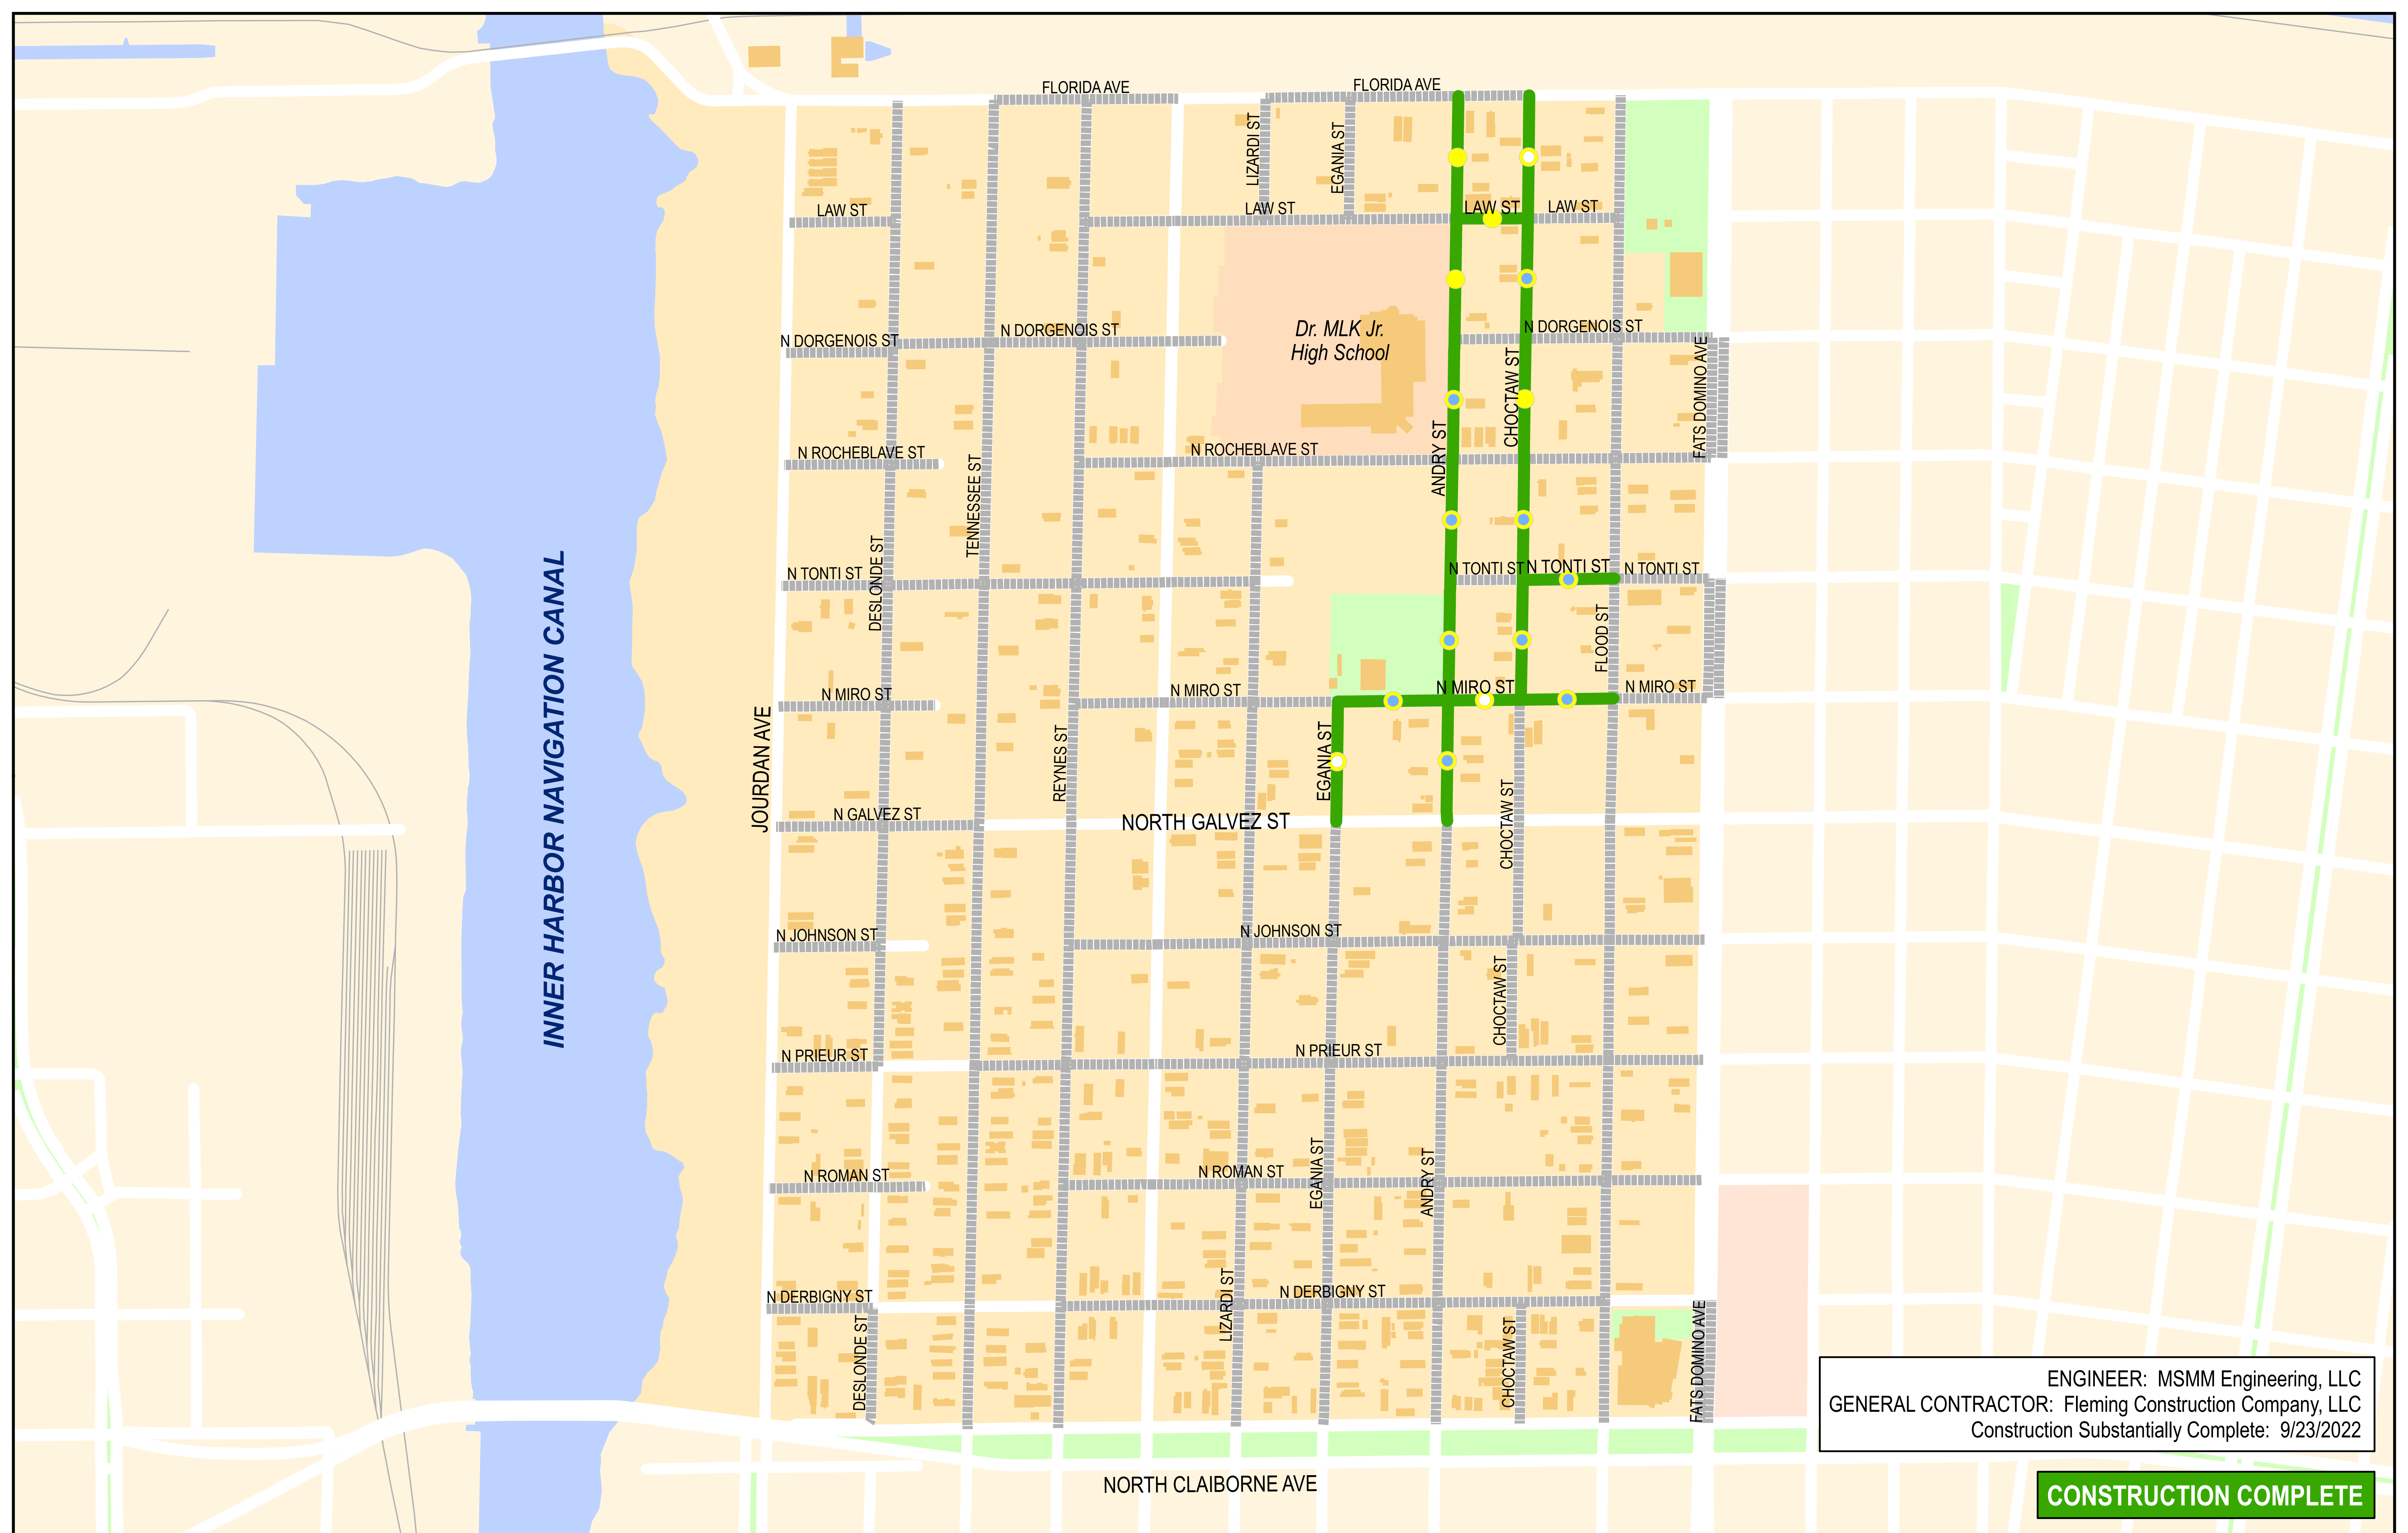 FLORIDA AVE
FLORIDA AVE
LIZARDI ST
EGANIA ST
LAW ST
LAW ST
LAW ST
LAW ST
N DORGENOIS ST
N DORGENOIS ST
N DORGENOIS ST
Dr. MLK Jr.
High School
CHOCTAW ST
FATS DOMINO AVE
ANDRY ST
N ROCHEBLAVE ST
N ROCHEBLAVE ST
TENNESSEE ST
DESLONDE ST
N TONTI ST
N TONTI ST
N TONTI ST
N TONTI ST
FLOOD ST
INNER HARBOR NAVIGATION CANAL
JOURDAN AVE
N MIRO ST
N MIRO ST
N MIRO ST
N MIRO ST
REYNES ST
EGANIA ST
N GALVEZ ST
NORTH GALVEZ ST
CHOCTAW ST
N JOHNSON ST
N JOHNSON ST
CHOCTAW ST
N PRIEUR ST
N PRIEUR ST
EGANIA ST
ANDRY ST
N ROMAN ST
N ROMAN ST
LIZARDI ST
N DERBIGNY ST
N DERBIGNY ST
DESLONDE ST
CHOCTAW ST
FATS DOMINO AVE
NORTH CLAIBORNE AVE
ENGINEER: MSMM Engineering, LLC
GENERAL CONTRACTOR: Fleming Construction Company, LLC
Construction Substantially Complete: 9/23/2022
CONSTRUCTION COMPLETE